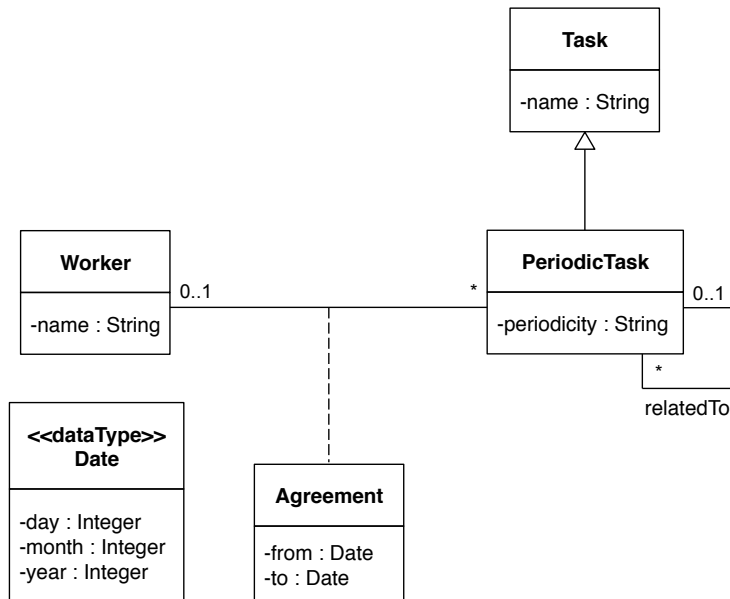 Task
-name : String
Worker
-name : String
0..1
*
PeriodicTask
-periodicity : String
0..1
*
relatedTo
<<dataType>>
Date
-day : Integer
-month : Integer
-year : Integer
Agreement
-from : Date
-to : Date